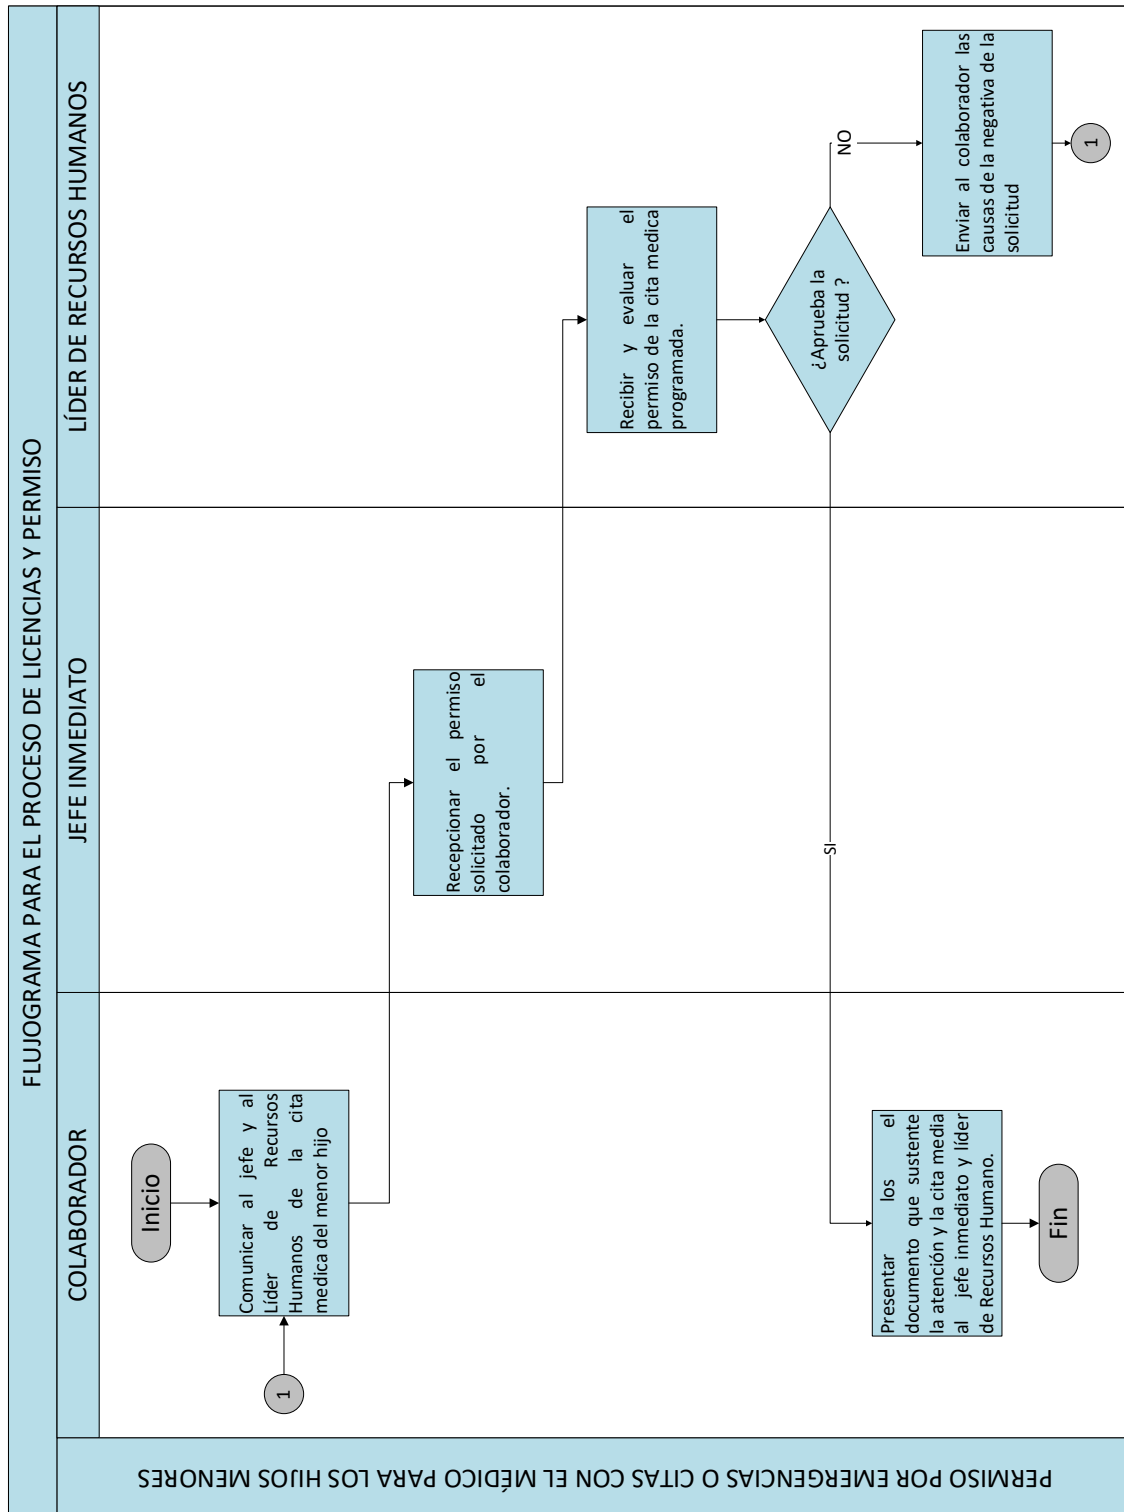 FLUJOGRAMA PARA EL PROCESO DE LICENCIAS Y PERMISO
COLABORADOR
JEFE INMEDIATO
LÍDER DE RECURSOS HUMANOS
PERMISO POR EMERGENCIAS O CITAS CON EL MÉDICO PARA LOS HIJOS MENORES
Inicio
1
Comunicar al jefe y al
Líder de Recursos
Humanos de la cita
medica del menor hijo
Recepcionar el permiso
solicitado por el
colaborador.
Recibir y evaluar el
permiso de la cita medica
programada.
¿Aprueba la
solicitud ?
SI
NO
Presentar los el
documento que sustente
la atención y la cita media
al jefe inmediato y líder
de Recursos Humano.
Enviar al colaborador las
causas de la negativa de la
solicitud
1
Fin